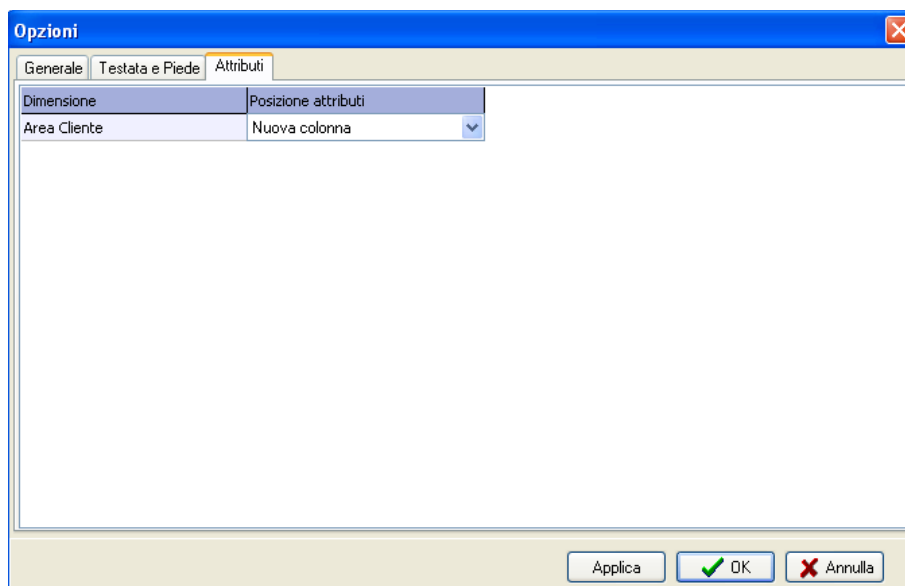 Opzioni
Generale Testata e Piede Attributi
Dimensione Posizione attributi
Area Cliente Nuova colonna
Applica OK Annulla